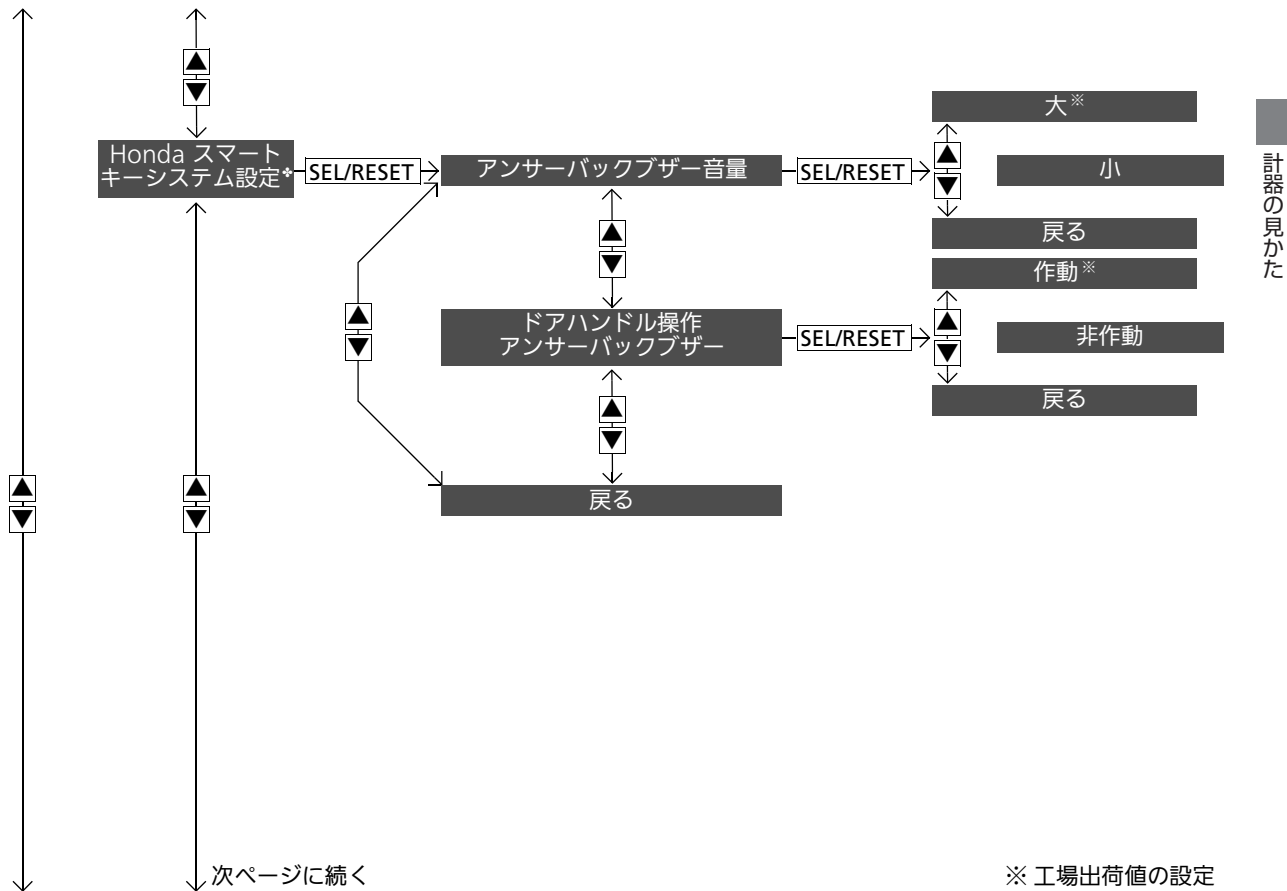 Honda スマート
キーシステム設定✤
SEL/RESET
アンサーバックブザー音量
SEL/RESET
大※
小
戻る
ドアハンドル操作
アンサーバックブザー
SEL/RESET
作動※
非作動
戻る
戻る
計器の見かた
次ページに続く
※ 工場出荷値の設定